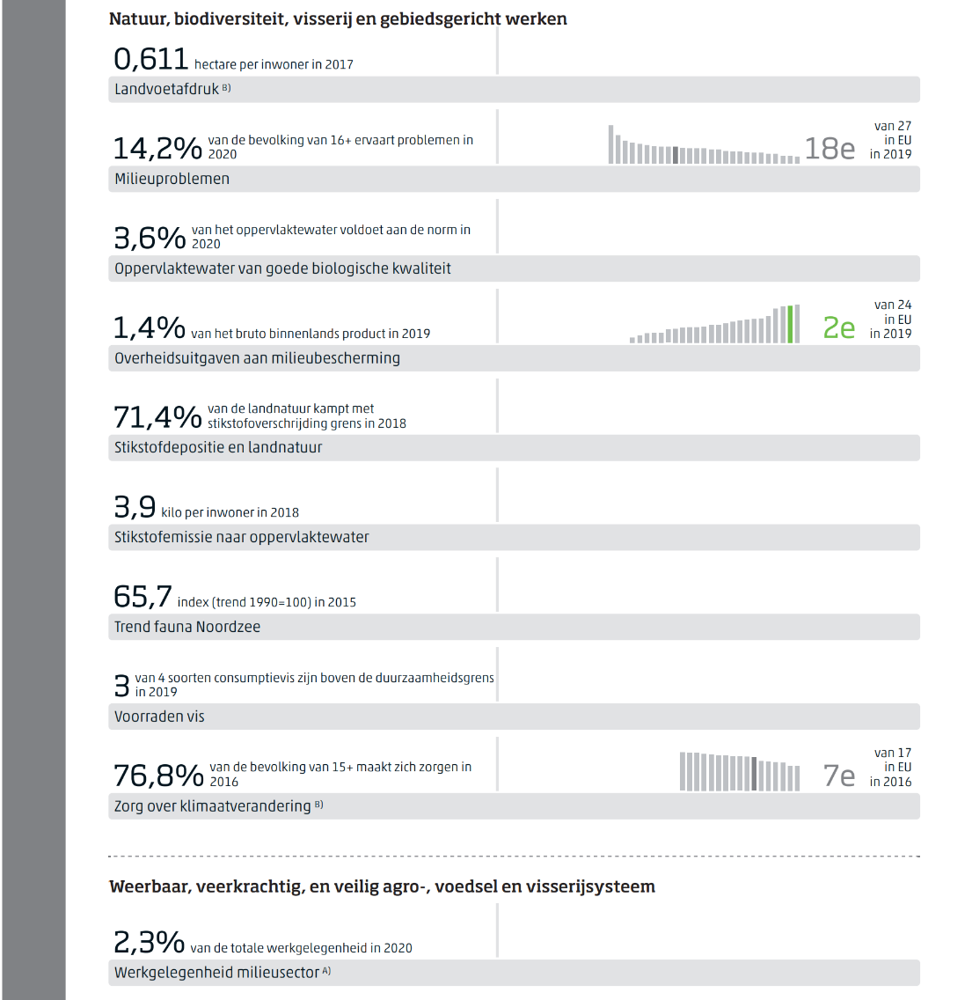 Natuur, biodiversiteit, visserij en gebiedsgericht werken
0,611 hectare per inwoner in 2017
Landvoetafdruk B)
14,2% van de bevolking van 16+ ervaart problemen in
2020
18e
van 27
in EU
in 2019
Milieuproblemen
3,6% van het oppervlaktewater voldoet aan de norm in
2020
Oppervlaktewater van goede biologische kwaliteit
1,4% van het bruto binnenlands product in 2019
2e
van 24
in EU
in 2019
Overheidsuitgaven aan milieubescherming
71,4% van de landnatuur kampt met
stikstofoverschrijding grens in 2018
Stikstofdepositie en landnatuur
3,9 kilo per inwoner in 2018
Stikstofemissie naar oppervlaktewater
65,7 index (trend 1990=100) in 2015
Trend fauna Noordzee
3 van 4 soorten consumptievis zijn boven de duurzaamheidsgrens
in 2019
Voorraden vis
76,8% van de bevolking van 15+ maakt zich zorgen in
2016
7e
van 17
in EU
in 2016
Zorg over klimaatverandering B)
Weerbaar, veerkrachtig, en veilig agro-, voedsel en visserijsysteem
2,3% van de totale werkgelegenheid in 2020
Werkgelegenheid milieusector A)